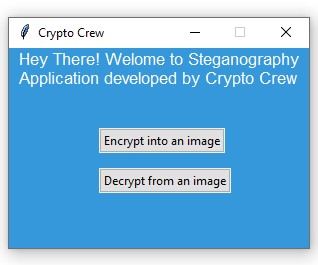 Crypto Crew
Hey There! Welome to Steganography
Application developed by Crypto Crew
Encrypt into an image
Decrypt from an image